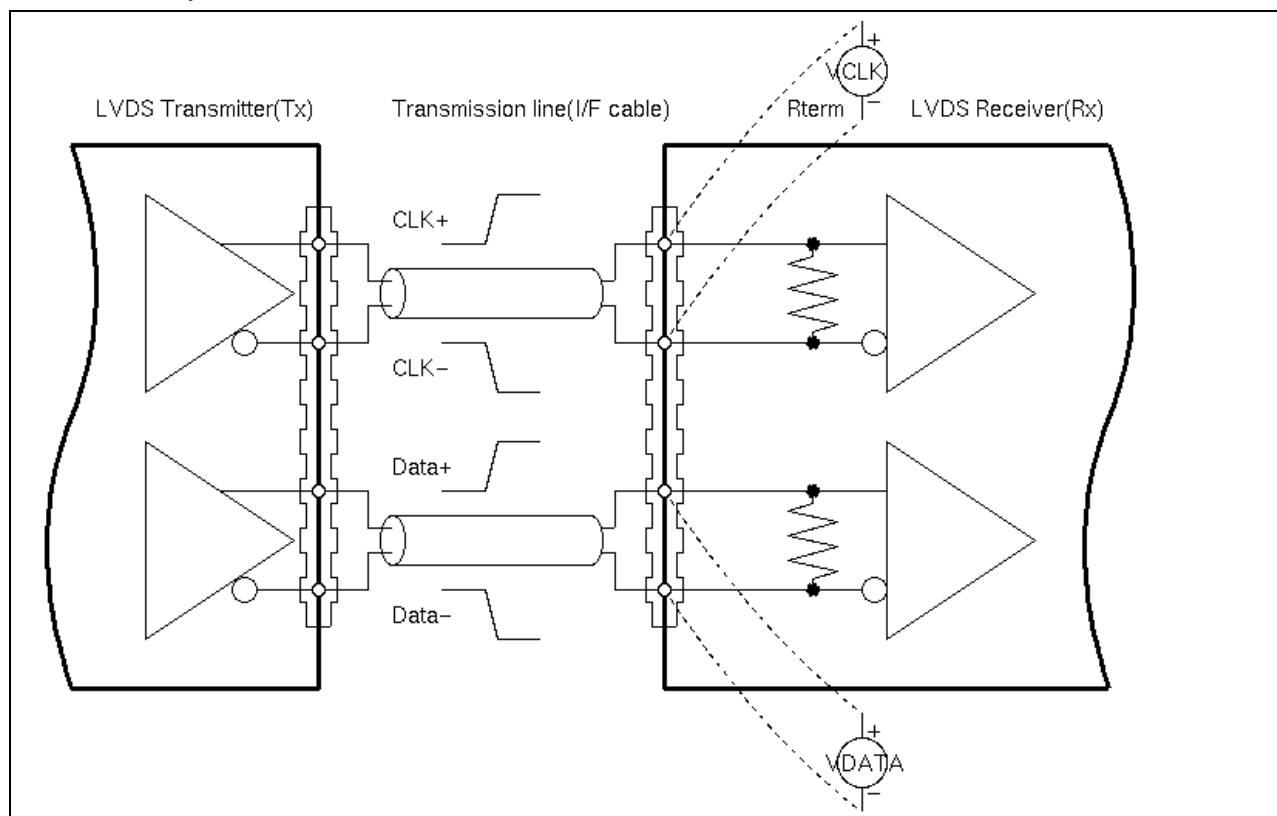 +
VCLK
−
LVDS Transmitter(Tx)
Transmission line(I/F cable)
Rterm
LVDS Receiver(Rx)
CLK+
CLK−
Data+
Data−
+
VDATA
−